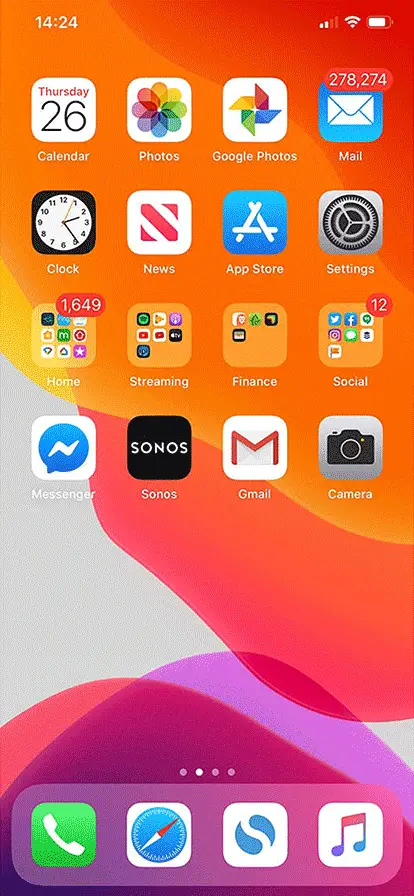 14:24
278,274
Thursday
26
Calendar
Photos
Google Photos
Mail
12
Clock
News
App Store
Settings
1,649
12
Home
Streaming
Finance
Social
SONOS
Messenger
Sonos
Gmail
Camera